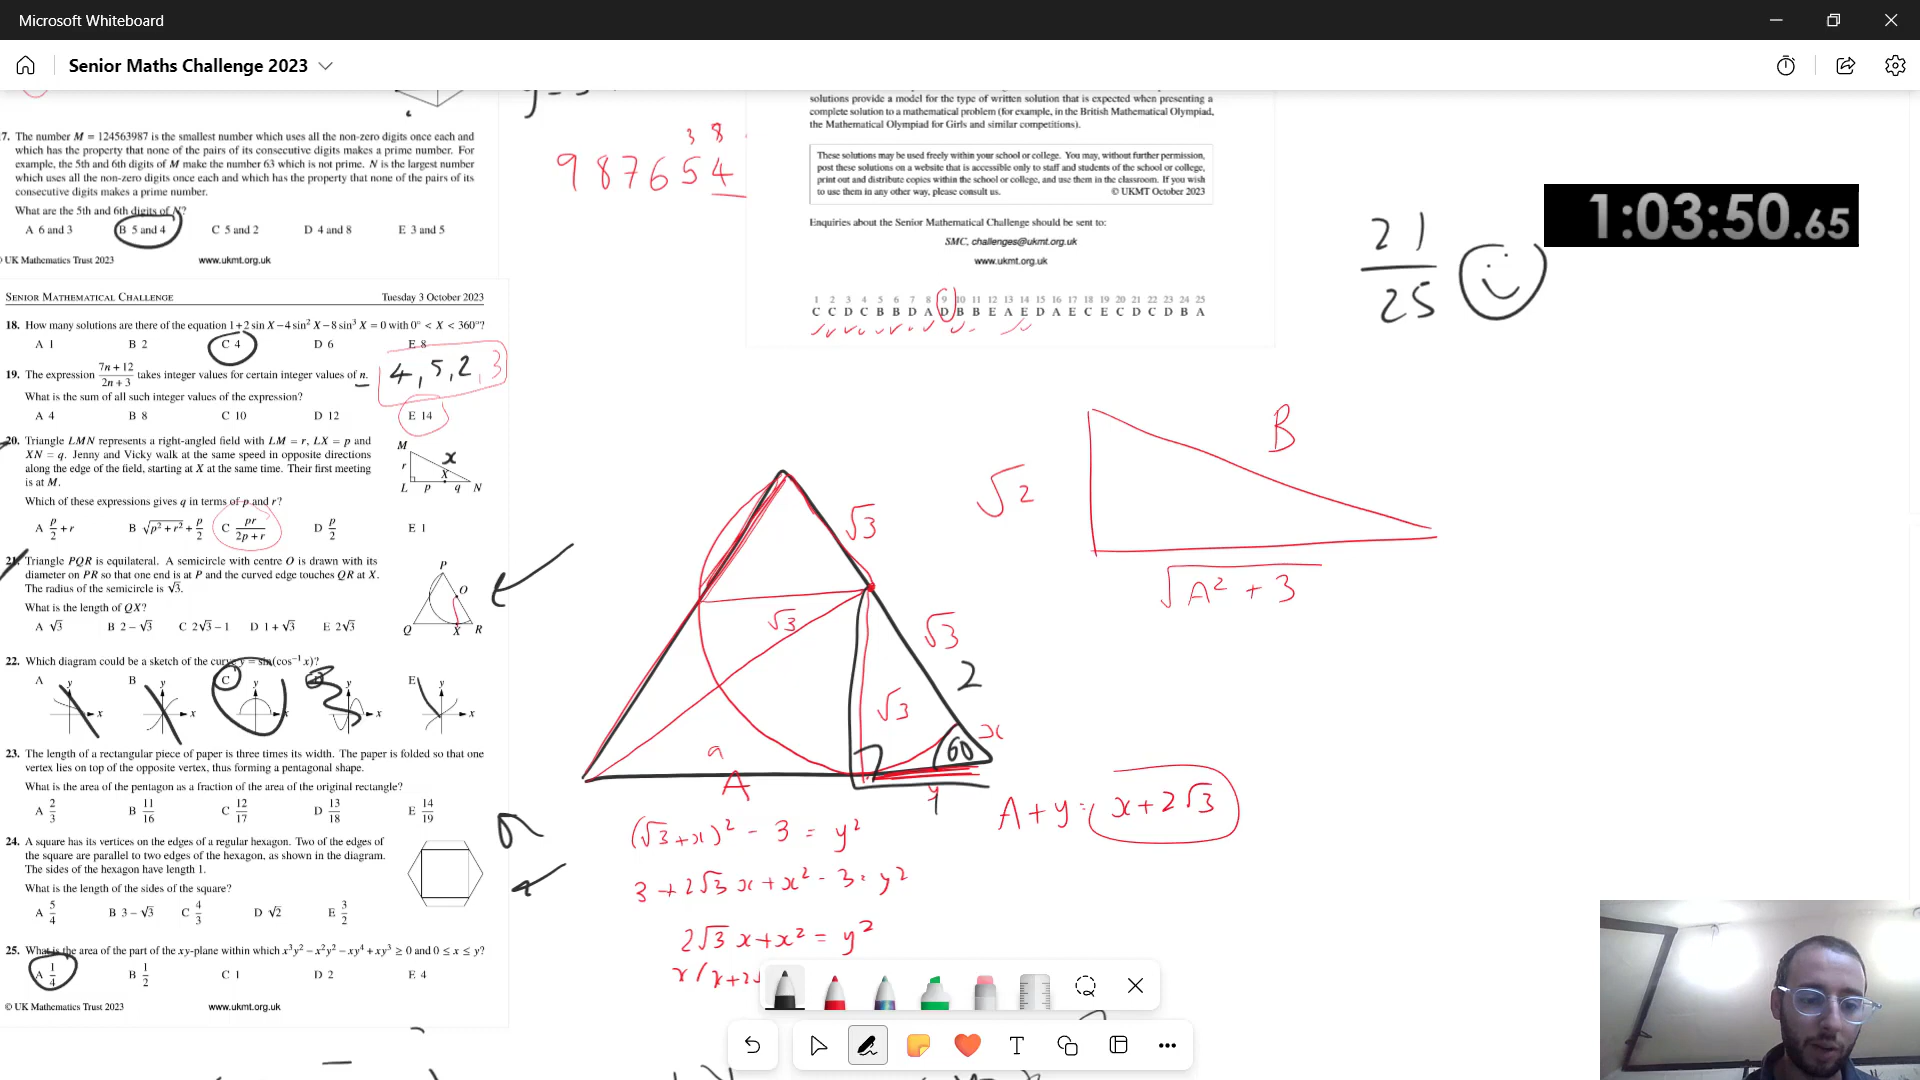 Microsoft Whiteboard
Senior Maths Challenge 2023
17. The number M = 124563987 is the smallest number which uses all the non-zero digits once each and
which has the property that none of the pairs of its consecutive digits makes a prime number. For
example, the 5th and 6th digits of M make the number 63 which is not prime. N is the largest number
which uses all the non-zero digits once each and which has the property that none of the pairs of its
consecutive digits makes a prime number.
What are the 5th and 6th digits of N?
A 6 and 3 B 5 and 4 C 5 and 2 D 4 and 8 E 3 and 5
© UK Mathematics Trust 2023 www.ukmt.org.uk
SENIOR MATHEMATICAL CHALLENGE Tuesday 3 October 2023
18. How many solutions are there of the equation 1 + 2 sin X − 4 sin² X − 8 sin³ X = 0 with 0° < X < 360°?
A 1 B 2 C 4 D 6 E 8
19. The expression (7n + 12)/(2n + 3) takes integer values for certain integer values of n.
What is the sum of all such integer values of the expression?
A 4 B 8 C 10 D 12 E 14
4, 5, 2, 3
20. Triangle LMN represents a right-angled field with LM = r, LX = p and
XN = q. Jenny and Vicky walk at the same speed in opposite directions
along the edge of the field, starting at X at the same time. Their first meeting
is at M.
Which of these expressions gives q in terms of p and r?
A p/2 + r B √(p² + r²) + p/2 C pr/(2p + r) D p/2 E 1
M
x
r
X
L p q N
21. Triangle PQR is equilateral. A semicircle with centre O is drawn with its
diameter on PR so that one end is at P and the curved edge touches QR at X.
The radius of the semicircle is √3.
What is the length of QX?
A √3 B 2 − √3 C 2√3 − 1 D 1 + √3 E 2√3
P
O
Q X R
22. Which diagram could be a sketch of the curve y = sin(cos⁻¹ x)?
A B C E
y y y y y
x x x x
23. The length of a rectangular piece of paper is three times its width. The paper is folded so that one
vertex lies on top of the opposite vertex, thus forming a pentagonal shape.
What is the area of the pentagon as a fraction of the area of the original rectangle?
A 2/3 B 11/16 C 12/17 D 13/18 E 14/19
24. A square has its vertices on the edges of a regular hexagon. Two of the edges of
the square are parallel to two edges of the hexagon, as shown in the diagram.
The sides of the hexagon have length 1.
What is the length of the sides of the square?
A 5/4 B 3 − √3 C 4/3 D √2 E 3/2
25. What is the area of the part of the xy-plane within which x³y² − x²y² − xy⁴ + xy³ ≥ 0 and 0 ≤ x ≤ y?
A 1/4 B 1/2 C 1 D 2 E 4
© UK Mathematics Trust 2023 www.ukmt.org.uk
3 8
987654
solutions provide a model for the type of written solution that is expected when presenting a
complete solution to a mathematical problem (for example, in the British Mathematical Olympiad,
the Mathematical Olympiad for Girls and similar competitions).
These solutions may be used freely within your school or college. You may, without further permission,
post these solutions on a website that is accessible only to staff and students of the school or college,
print out and distribute copies within the school or college, and use them in the classroom. If you wish
to use them in any other way, please consult us. © UKMT October 2023
Enquiries about the Senior Mathematical Challenge should be sent to:
SMC, challenges@ukmt.org.uk
www.ukmt.org.uk
1 2 3 4 5 6 7 8 9 10 11 12 13 14 15 16 17 18 19 20 21 22 23 24 25
C C D C B B D A D B B E A E D A E C E C D C D B A
21
25
1:03:50.65
√3
√3
√3
2
√3
60
x
a
A
y
√2
B
√(A² + 3)
A + y = x + 2√3
(√3 + x)² - 3 = y²
3 + 2√3 x + x² - 3 = y²
2√3 x + x² = y²
T